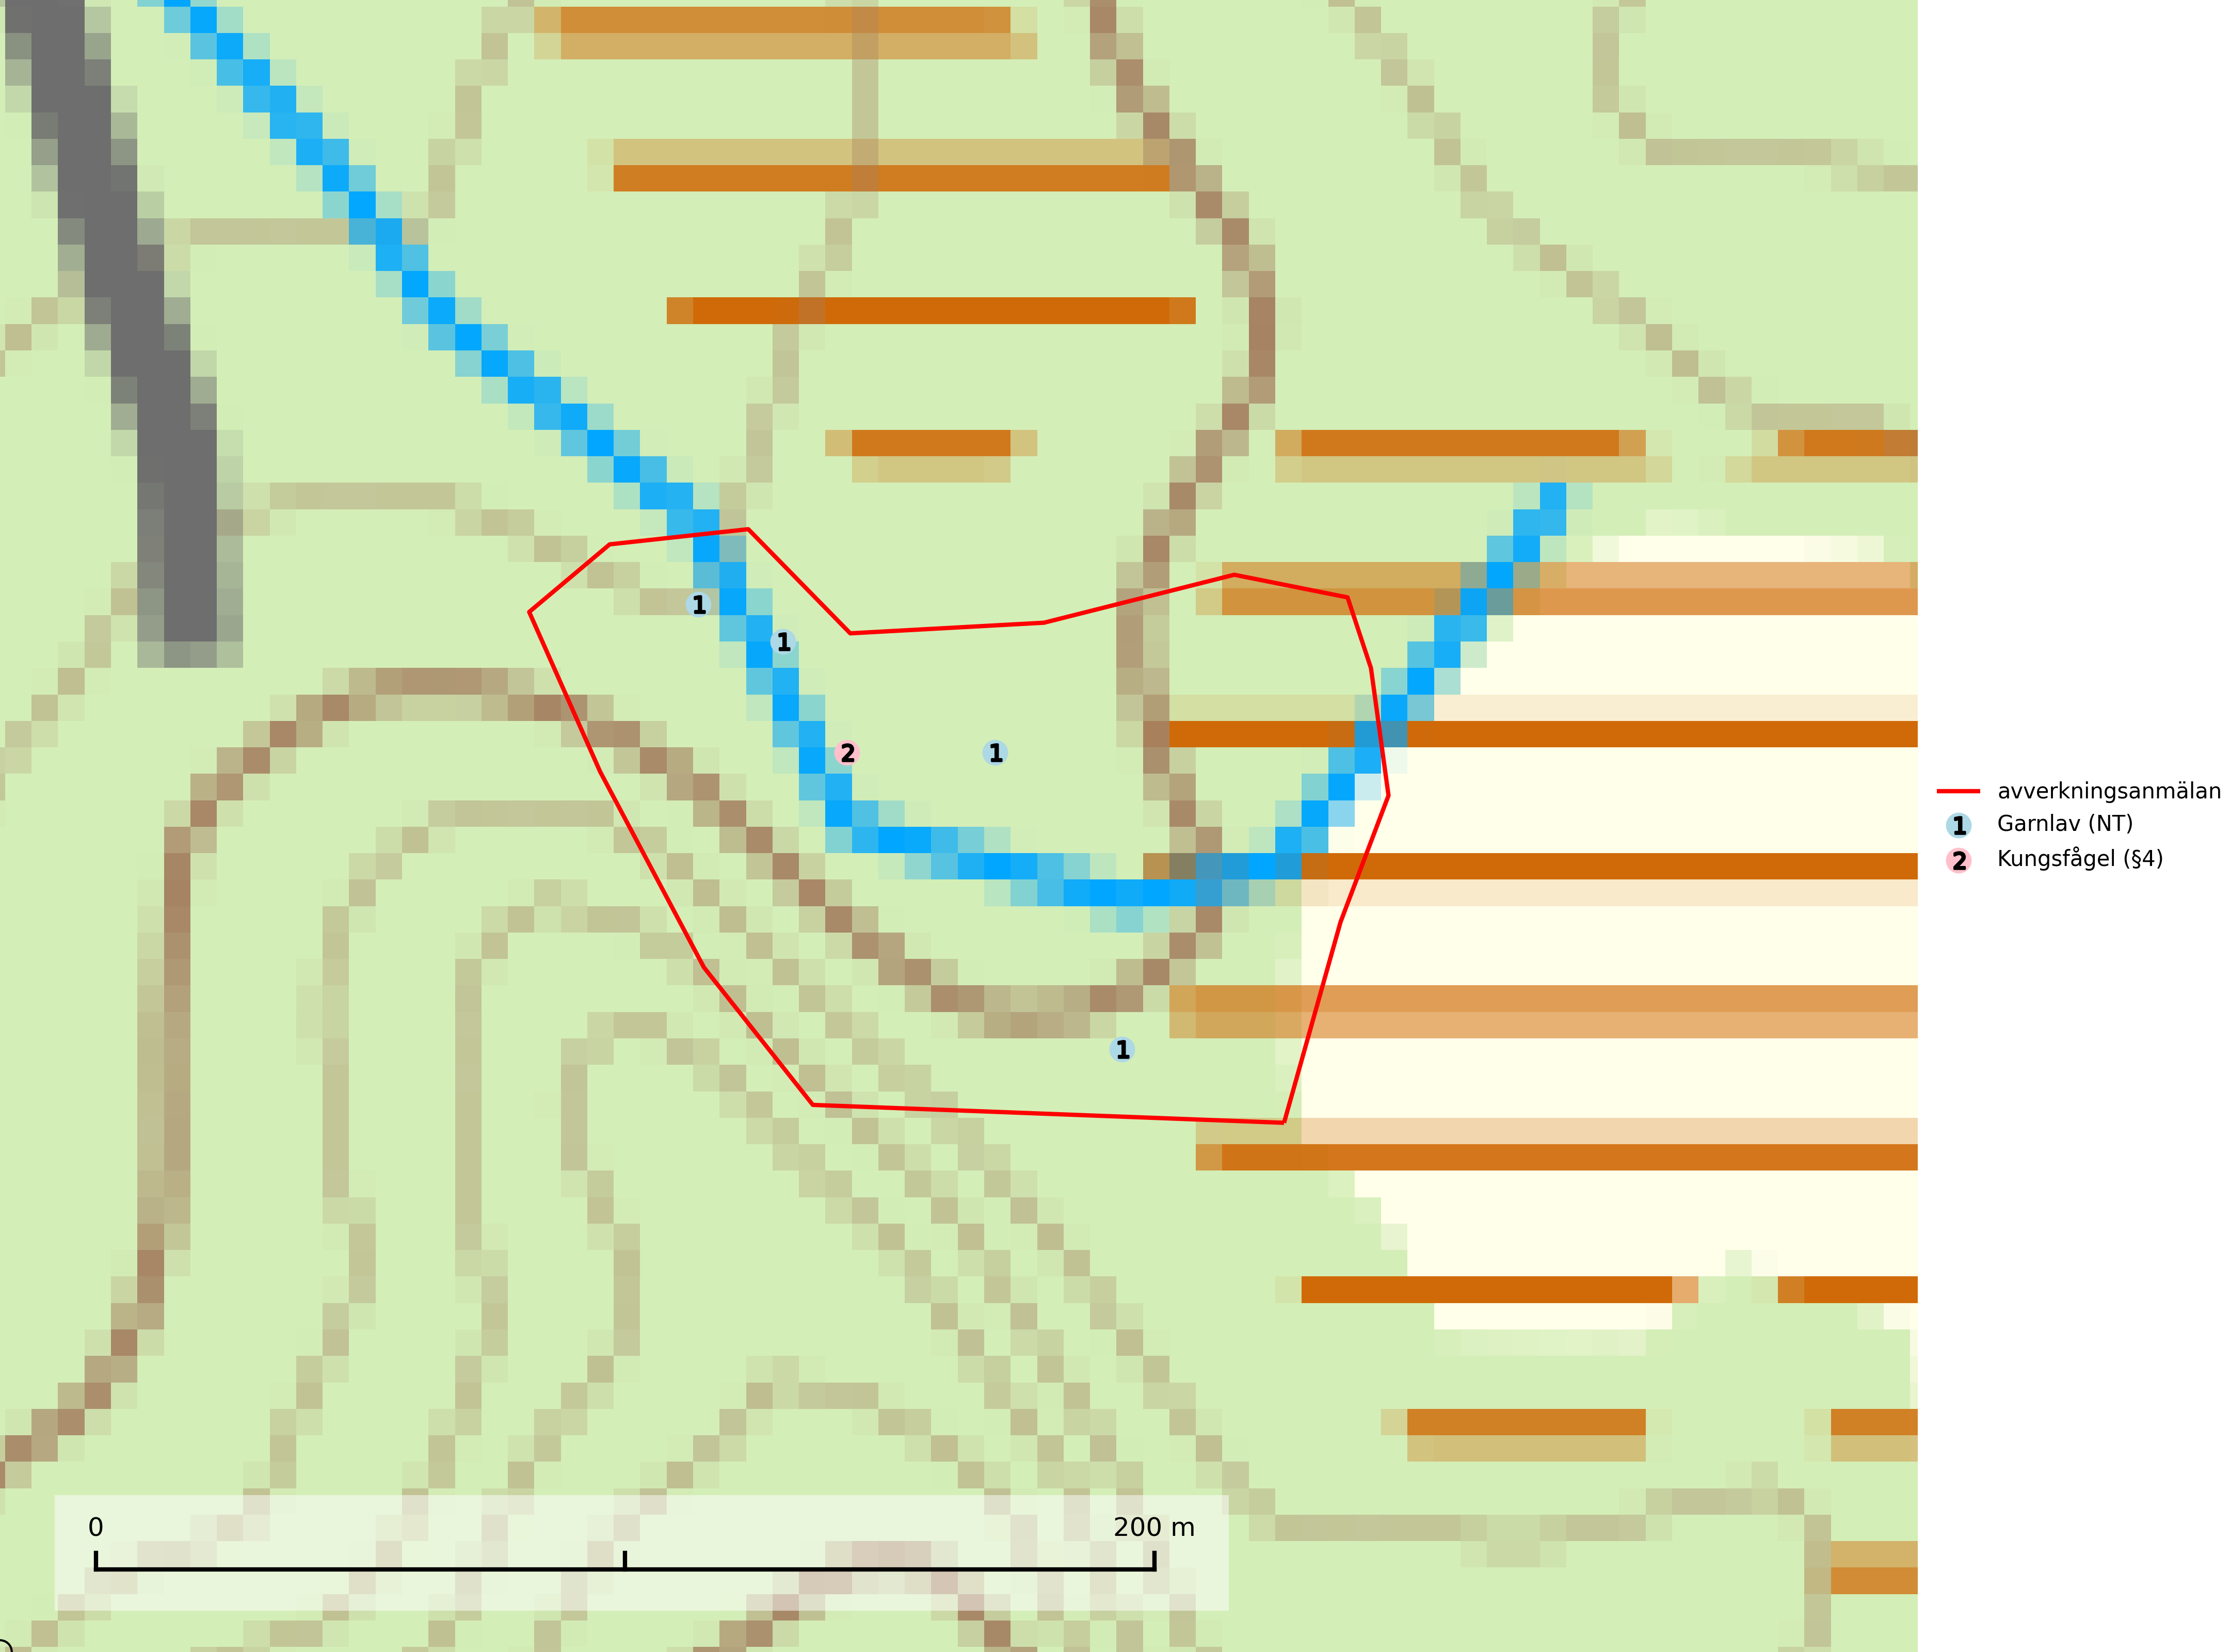 1
1
2
1
1
0
200 m
avverkningsanmälan
1 Garnlav (NT)
2 Kungsfågel (§4)